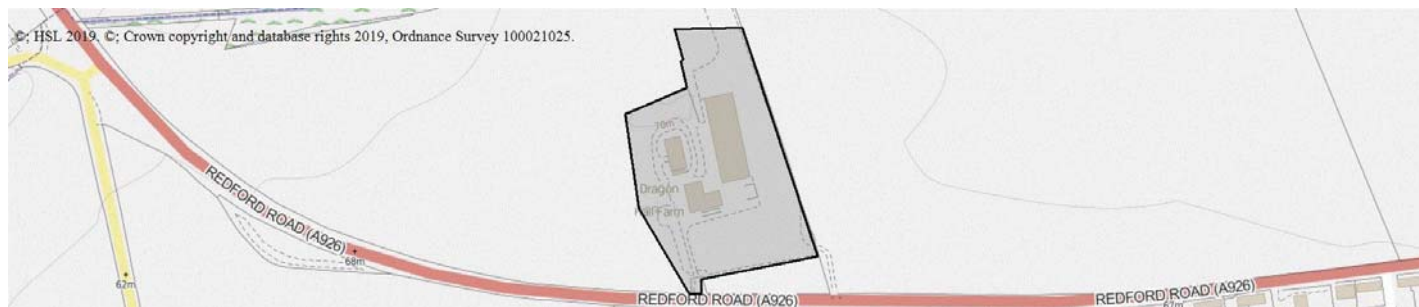 ©; HSL 2019, ©; Crown copyright and database rights 2019, Ordnance Survey 100021025.
70m
Dragon
Hall Farm
REDFORD ROAD (A926)
68m
62m
REDFORD ROAD (A926)
REDFORD ROAD (A926)
67m